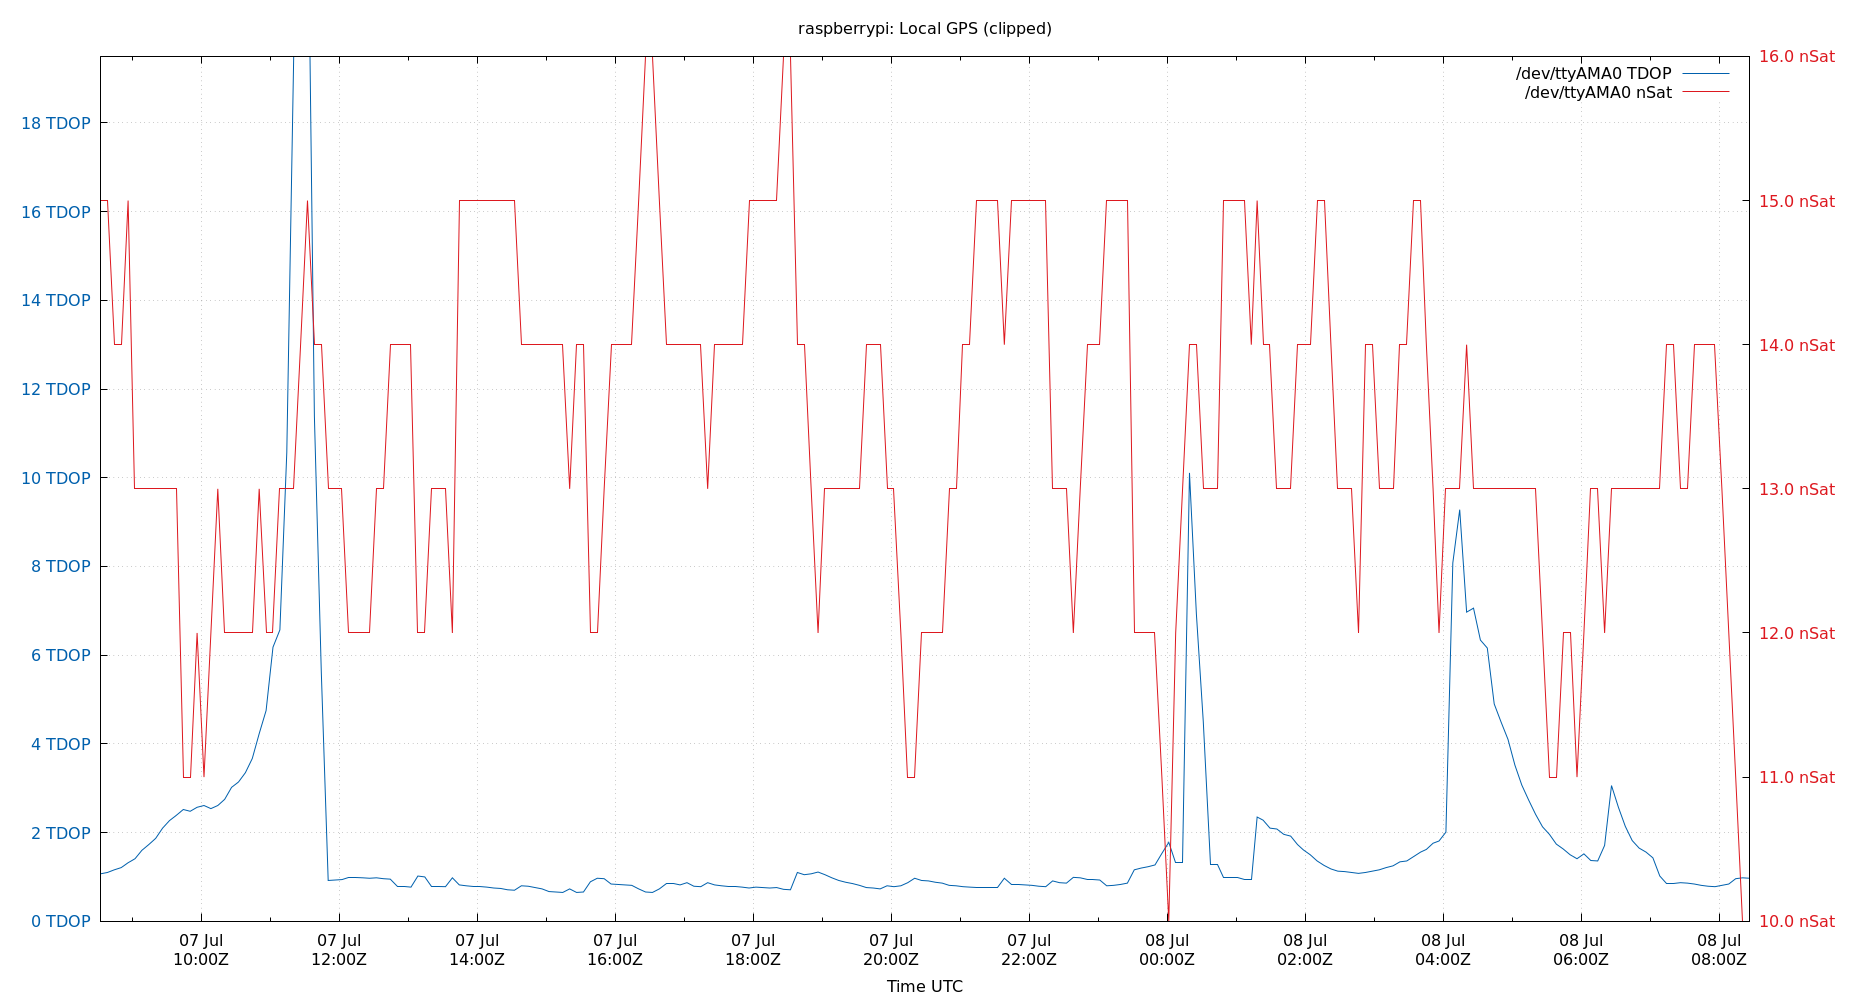 raspberrypi: Local GPS (clipped)
/dev/ttyAMA0 TDOP
/dev/ttyAMA0 nSat
18 TDOP
16 TDOP
14 TDOP
12 TDOP
10 TDOP
8 TDOP
6 TDOP
4 TDOP
2 TDOP
0 TDOP
16.0 nSat
15.0 nSat
14.0 nSat
13.0 nSat
12.0 nSat
11.0 nSat
10.0 nSat
07 Jul
10:00Z
07 Jul
12:00Z
07 Jul
14:00Z
07 Jul
16:00Z
07 Jul
18:00Z
07 Jul
20:00Z
07 Jul
22:00Z
08 Jul
00:00Z
08 Jul
02:00Z
08 Jul
04:00Z
08 Jul
06:00Z
08 Jul
08:00Z
Time UTC